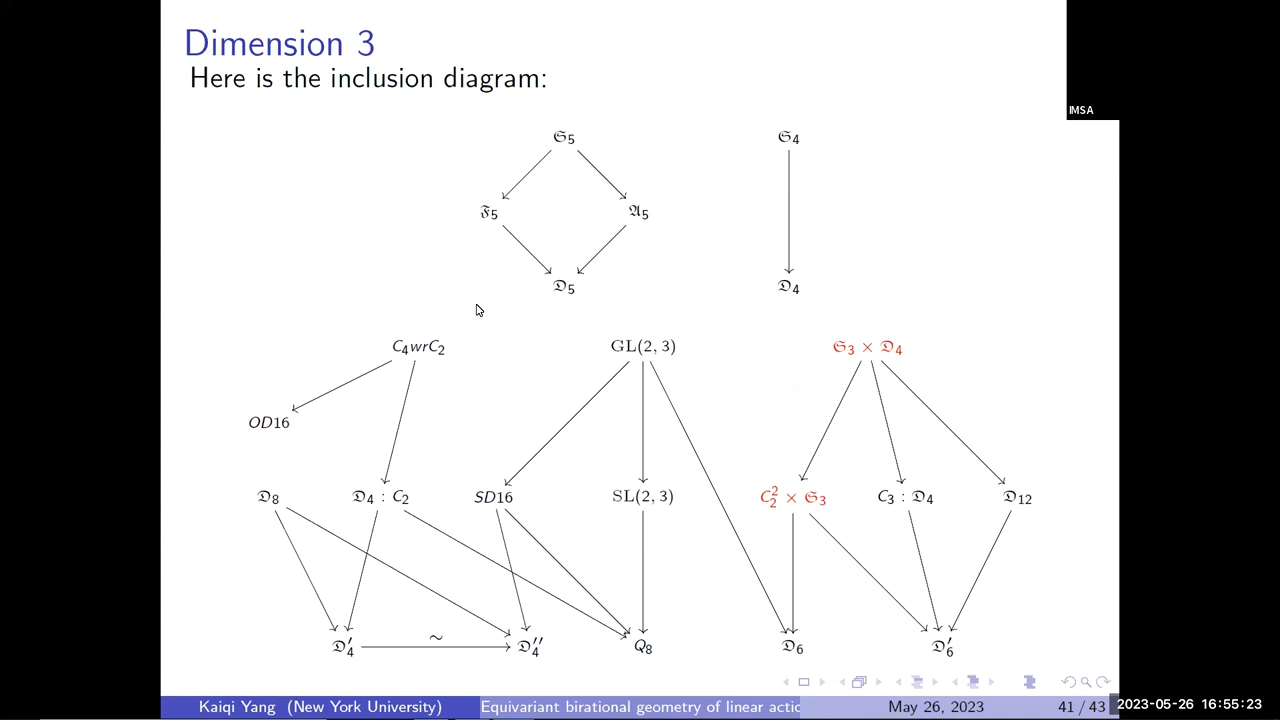 Dimension 3
Here is the inclusion diagram:
IMSA
𝔖5 𝔖4
𝔉5 𝔄5
𝔇5 𝔇4
C4wrC2 GL(2, 3) 𝔖3 × 𝔇4
OD16
𝔇8 𝔇4 : C2 SD16 SL(2, 3) C2^2 × 𝔖3 C3 : 𝔇4 𝔇12
∼
𝔇4′ 𝔇4′′ Q8 𝔇6 𝔇6′
Kaiqi Yang (New York University) Equivariant birational geometry of linear actic May 26, 2023 41 / 43
2023-05-26 16:55:23